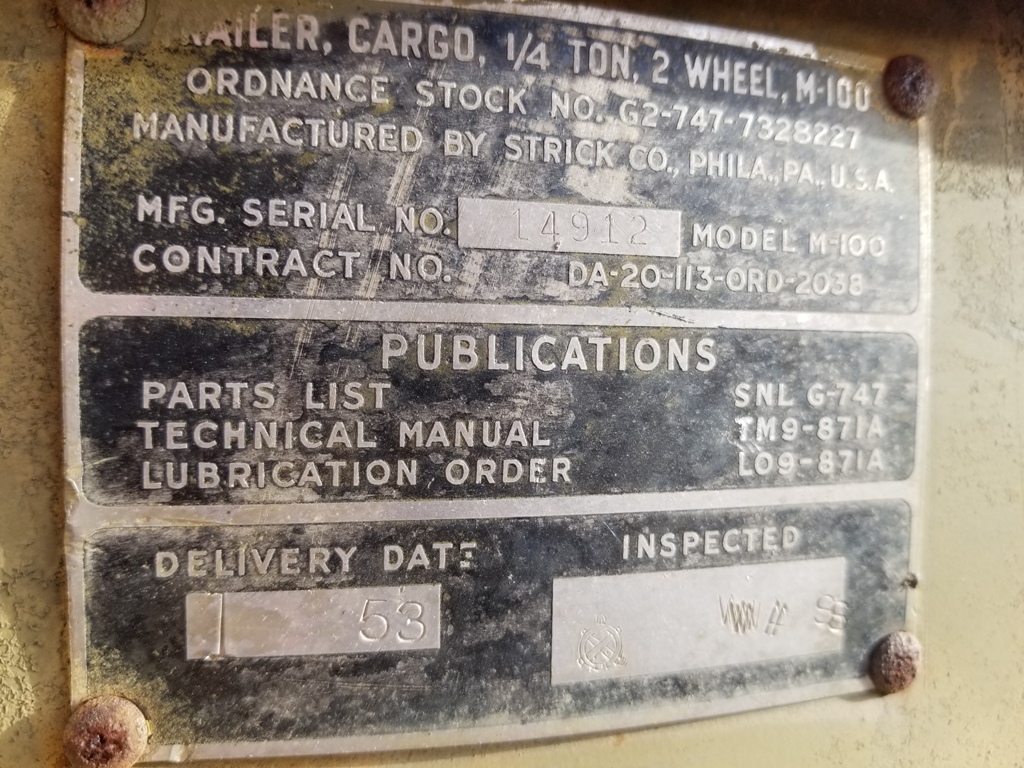 RAILER, CARGO, 1/4 TON, 2 WHEEL, M-100
ORDNANCE STOCK NO. G2-747-7328227
MANUFACTURED BY STRICK CO., PHILA., PA., U.S.A.
MFG. SERIAL NO. 14912 MODEL M-100
CONTRACT NO. DA-20-113-ORD-2038
PUBLICATIONS
PARTS LIST SNL G-747
TECHNICAL MANUAL TM9-871A
LUBRICATION ORDER LO9-871A
DELIVERY DATE INSPECTED
1 53